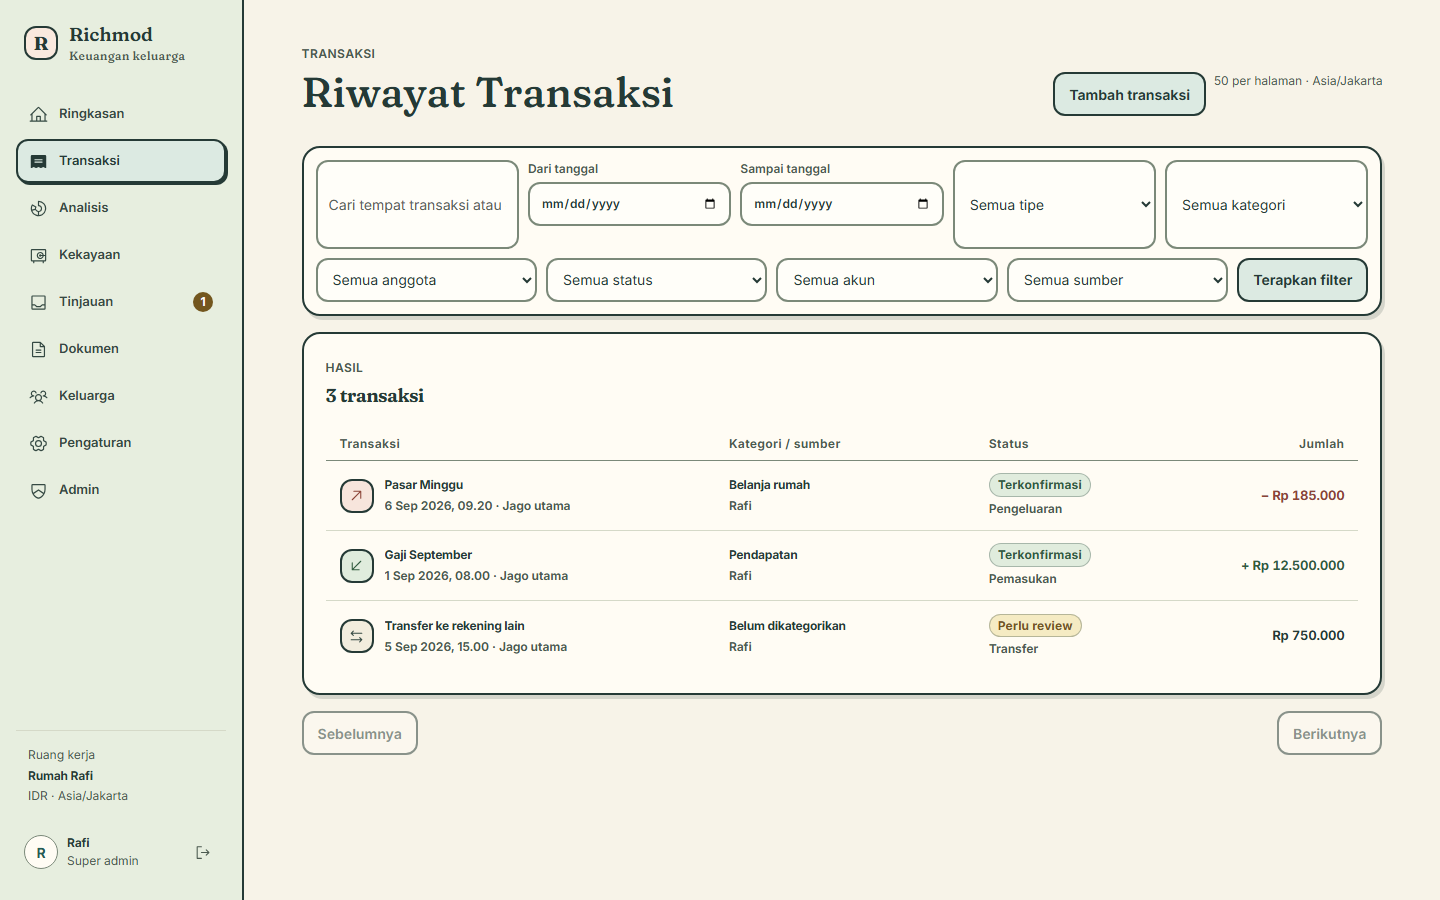 R
Richmod
Keuangan keluarga
Ringkasan
Transaksi
Analisis
Kekayaan
Tinjauan
1
Dokumen
Keluarga
Pengaturan
Admin
Ruang kerja
Rumah Rafi
IDR · Asia/Jakarta
R
Rafi
Super admin
TRANSAKSI
Riwayat Transaksi
Tambah transaksi
50 per halaman · Asia/Jakarta
Cari tempat transaksi atau
Dari tanggal
mm/dd/yyyy
Sampai tanggal
mm/dd/yyyy
Semua tipe
Semua kategori
Semua anggota
Semua status
Semua akun
Semua sumber
Terapkan filter
HASIL
3 transaksi
Transaksi Kategori / sumber Status Jumlah
Pasar Minggu Belanja rumah Terkonfirmasi − Rp 185.000
6 Sep 2026, 09.20 · Jago utama Rafi Pengeluaran
Gaji September Pendapatan Terkonfirmasi + Rp 12.500.000
1 Sep 2026, 08.00 · Jago utama Rafi Pemasukan
Transfer ke rekening lain Belum dikategorikan Perlu review Rp 750.000
5 Sep 2026, 15.00 · Jago utama Rafi Transfer
Sebelumnya
Berikutnya